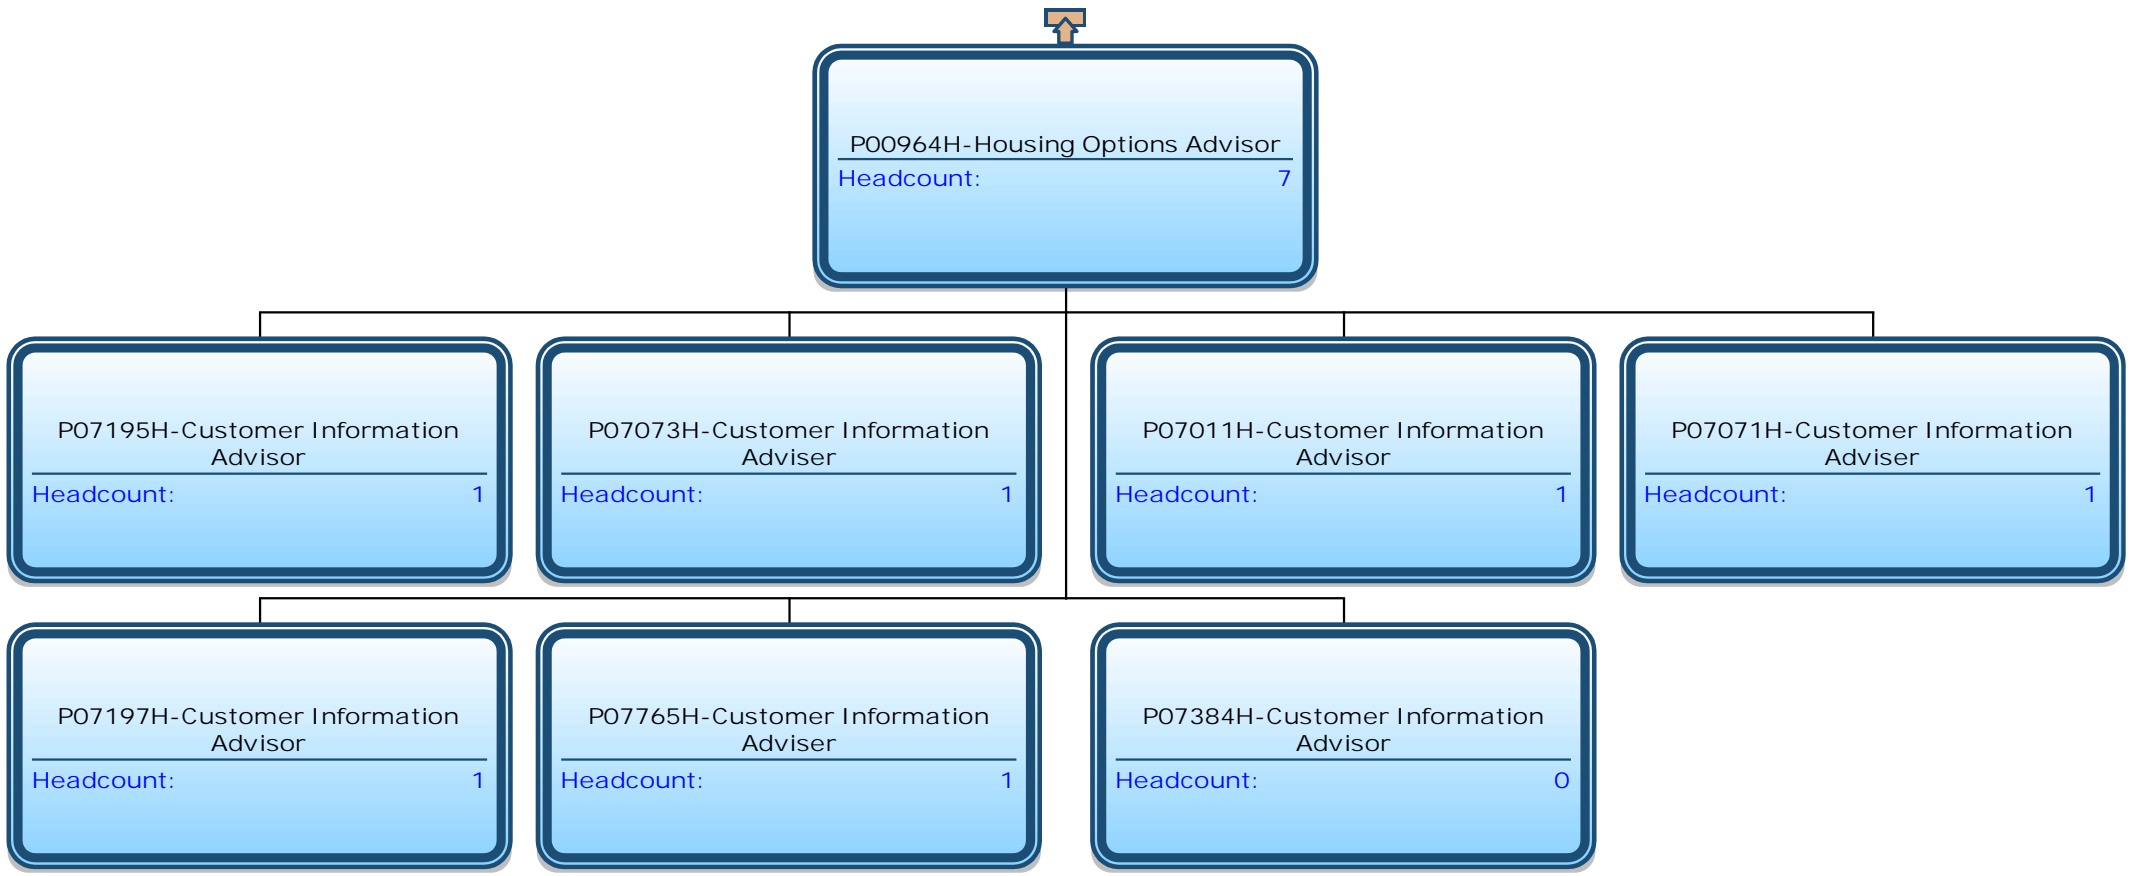 P00964H-Housing Options Advisor
Headcount: 7
P07195H-Customer Information
Advisor
Headcount: 1
P07073H-Customer Information
Adviser
Headcount: 1
P07011H-Customer Information
Advisor
Headcount: 1
P07071H-Customer Information
Adviser
Headcount: 1
P07197H-Customer Information
Advisor
Headcount: 1
P07765H-Customer Information
Adviser
Headcount: 1
P07384H-Customer Information
Advisor
Headcount: 0